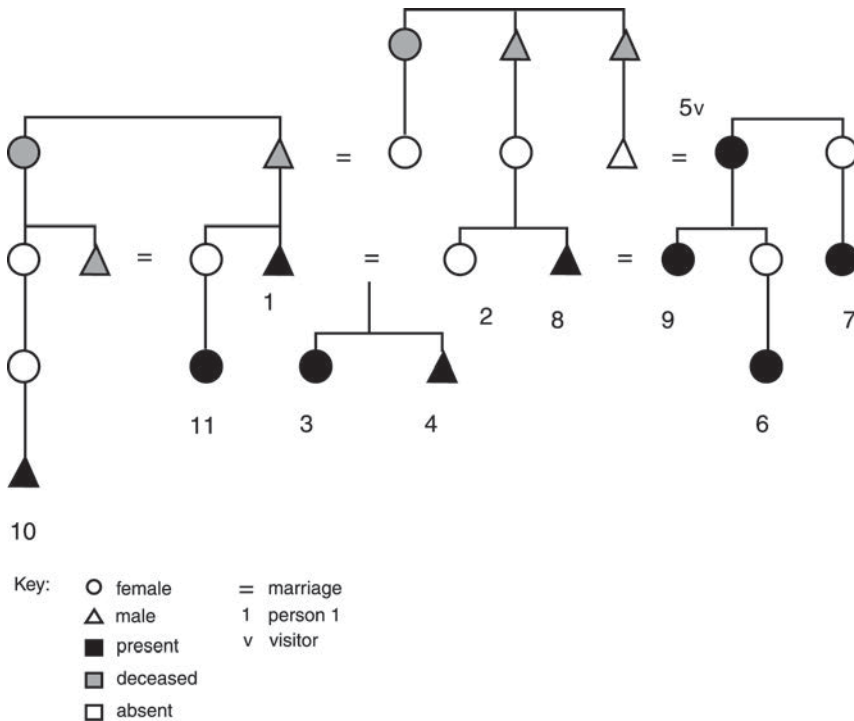 5v
=
=
=
=
=
1
2
8
9
7
11
3
4
6
10
Key:
female
= marriage
male
1 person 1
present
v visitor
deceased
absent